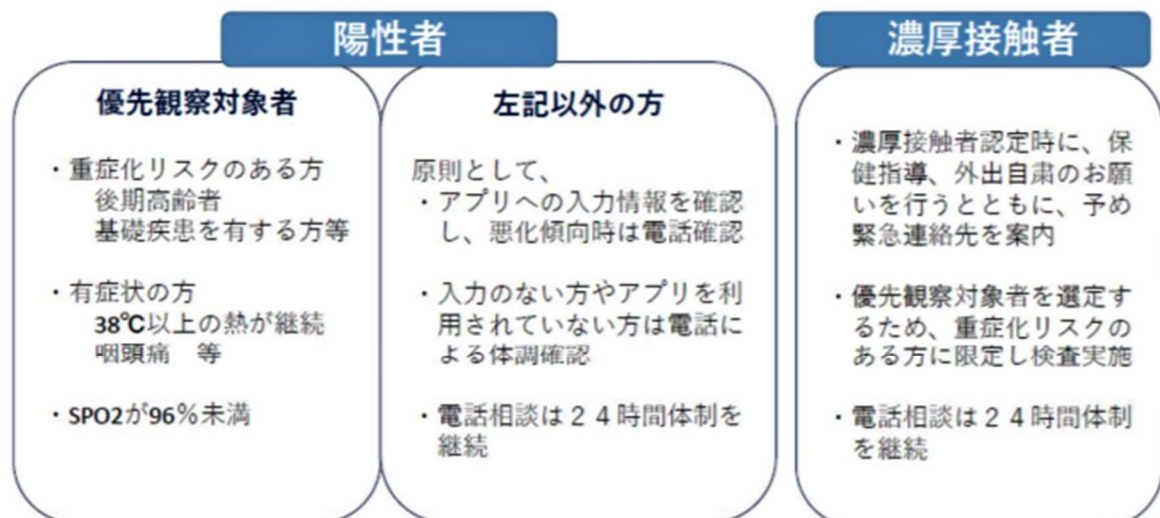 陽性者
優先観察対象者
・重症化リスクのある方
後期高齢者
基礎疾患を有する方等
・有症状の方
38℃以上の熱が継続
咽頭痛　等
・SPO2が96％未満
左記以外の方
原則として、
・アプリへの入力情報を確認
し、悪化傾向時は電話確認
・入力のない方やアプリを利
用されていない方は電話に
よる体調確認
・電話相談は２４時間体制を
継続
濃厚接触者
・濃厚接触者認定時に、保
健指導、外出自粛のお願
いを行うとともに、予め
緊急連絡先を案内
・優先観察対象者を選定す
るため、重症化リスクの
ある方に限定し検査実施
・電話相談は２４時間体制
を継続